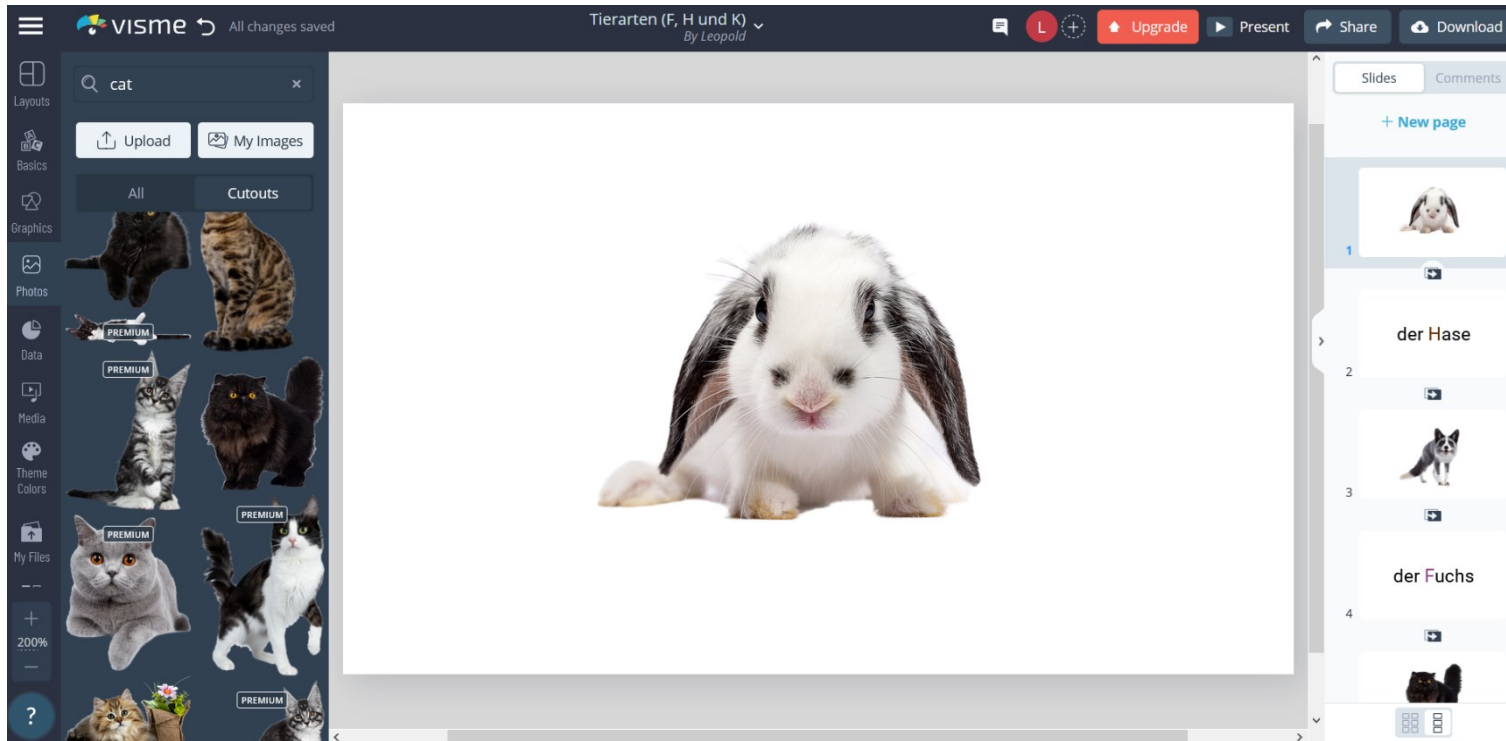 visme
All changes saved
Tierarten (F, H und K)
By Leopold
L
Upgrade
Present
Share
Download
Layouts
Basics
Graphics
Photos
Data
Media
Theme
Colors
My Files
200%
?
cat
Upload
My Images
All
Cutouts
PREMIUM
PREMIUM
PREMIUM
PREMIUM
PREMIUM
Slides
Comments
+ New page
1
der Hase
2
3
der Fuchs
4